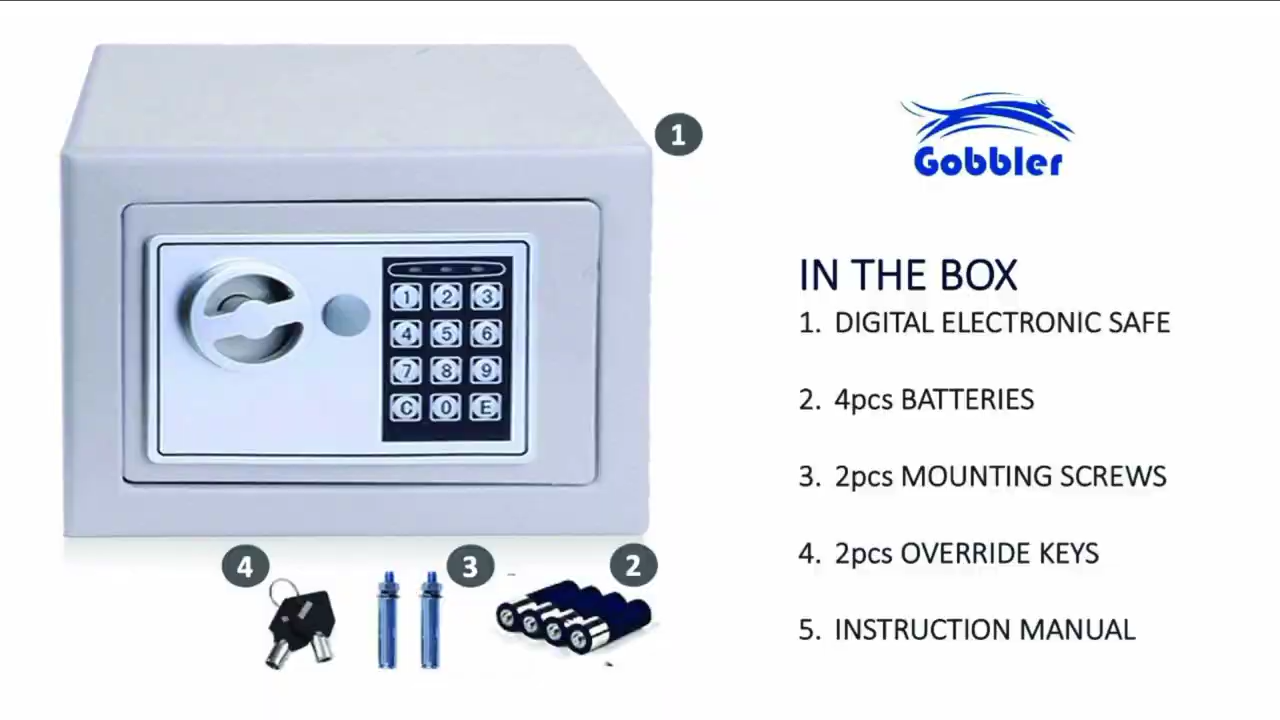 1
Gobbler
IN THE BOX
1. DIGITAL ELECTRONIC SAFE
2. 4pcs BATTERIES
3. 2pcs MOUNTING SCREWS
4. 2pcs OVERRIDE KEYS
5. INSTRUCTION MANUAL
1 2 3
4 5 6
7 8 9
C 0 E
4 3 2